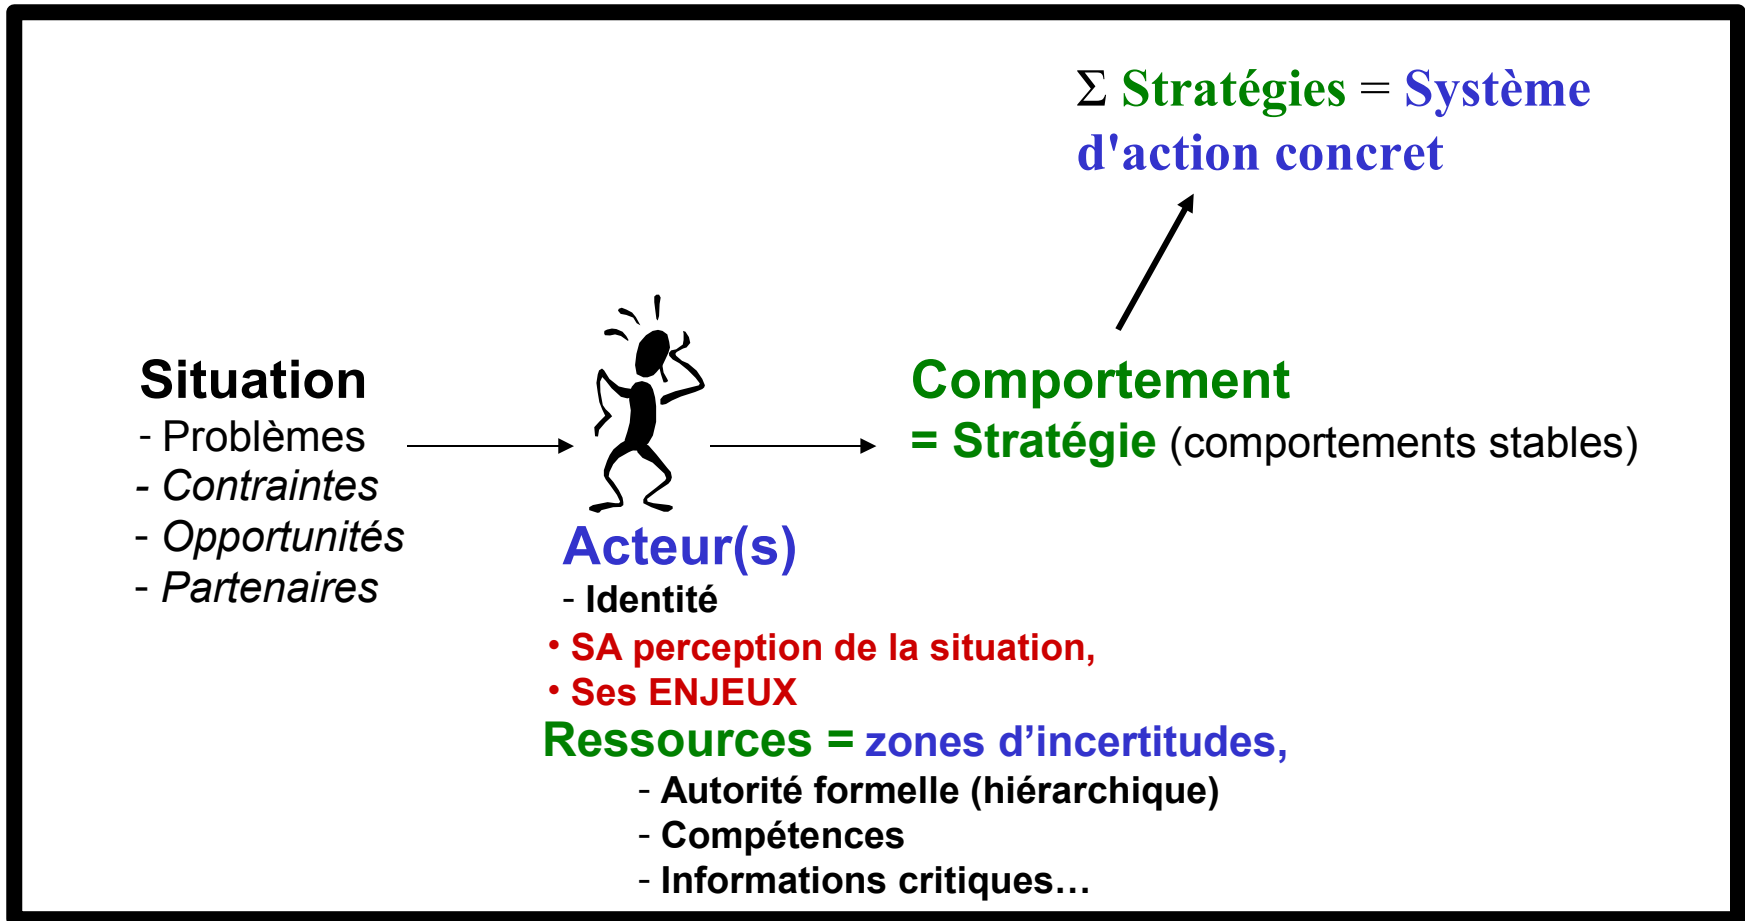 Σ Stratégies = Système
d'action concret
Situation
- Problèmes
- Contraintes
- Opportunités
- Partenaires
Comportement
= Stratégie (comportements stables)
Acteur(s)
- Identité
• SA perception de la situation,
• Ses ENJEUX
Ressources = zones d’incertitudes,
- Autorité formelle (hiérarchique)
- Compétences
- Informations critiques…